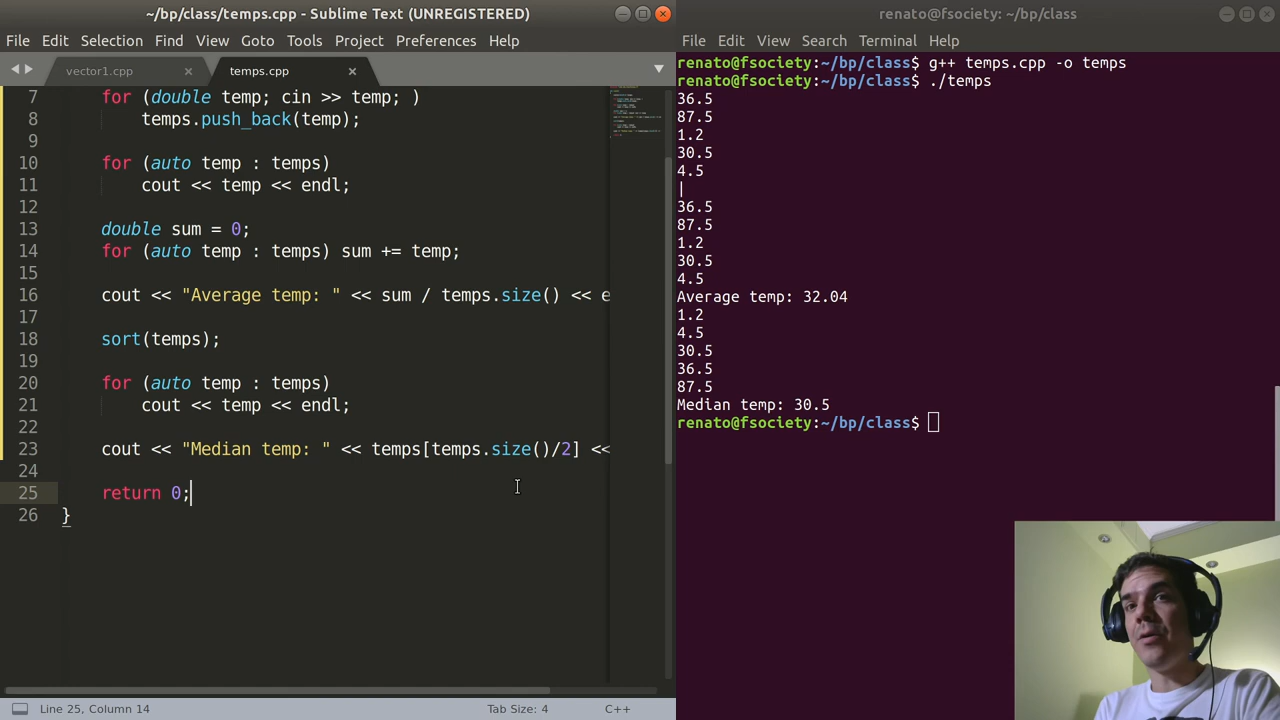 ~/bp/class/temps.cpp - Sublime Text (UNREGISTERED)
File Edit Selection Find View Goto Tools Project Preferences Help
vector1.cpp
temps.cpp
7 for (double temp; cin >> temp; )
8 temps.push_back(temp);
9
10 for (auto temp : temps)
11 cout << temp << endl;
12
13 double sum = 0;
14 for (auto temp : temps) sum += temp;
15
16 cout << "Average temp: " << sum / temps.size() << e
17
18 sort(temps);
19
20 for (auto temp : temps)
21 cout << temp << endl;
22
23 cout << "Median temp: " << temps[temps.size()/2] <<
24
25 return 0;
26 }
Line 25, Column 14
Tab Size: 4
C++
renato@fsociety: ~/bp/class
File Edit View Search Terminal Help
renato@fsociety:~/bp/class$ g++ temps.cpp -o temps
renato@fsociety:~/bp/class$ ./temps
36.5
87.5
1.2
30.5
4.5
|
36.5
87.5
1.2
30.5
4.5
Average temp: 32.04
1.2
4.5
30.5
36.5
87.5
Median temp: 30.5
renato@fsociety:~/bp/class$